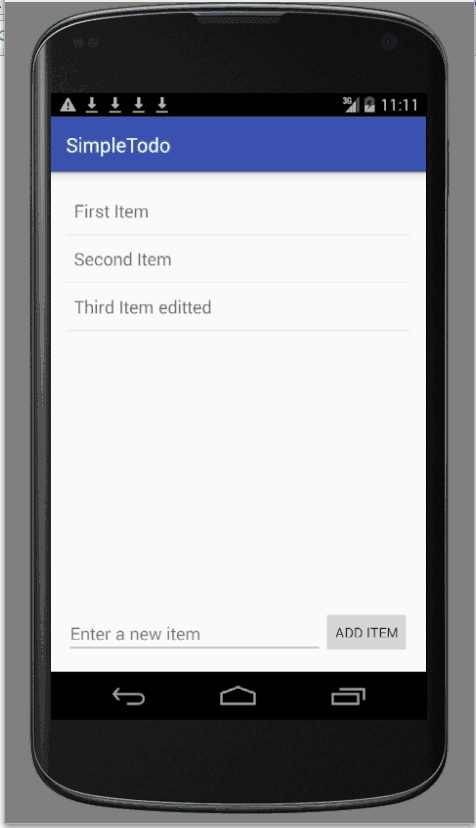 3G 11:11
SimpleTodo
First Item
Second Item
Third Item editted
Enter a new item ADD ITEM